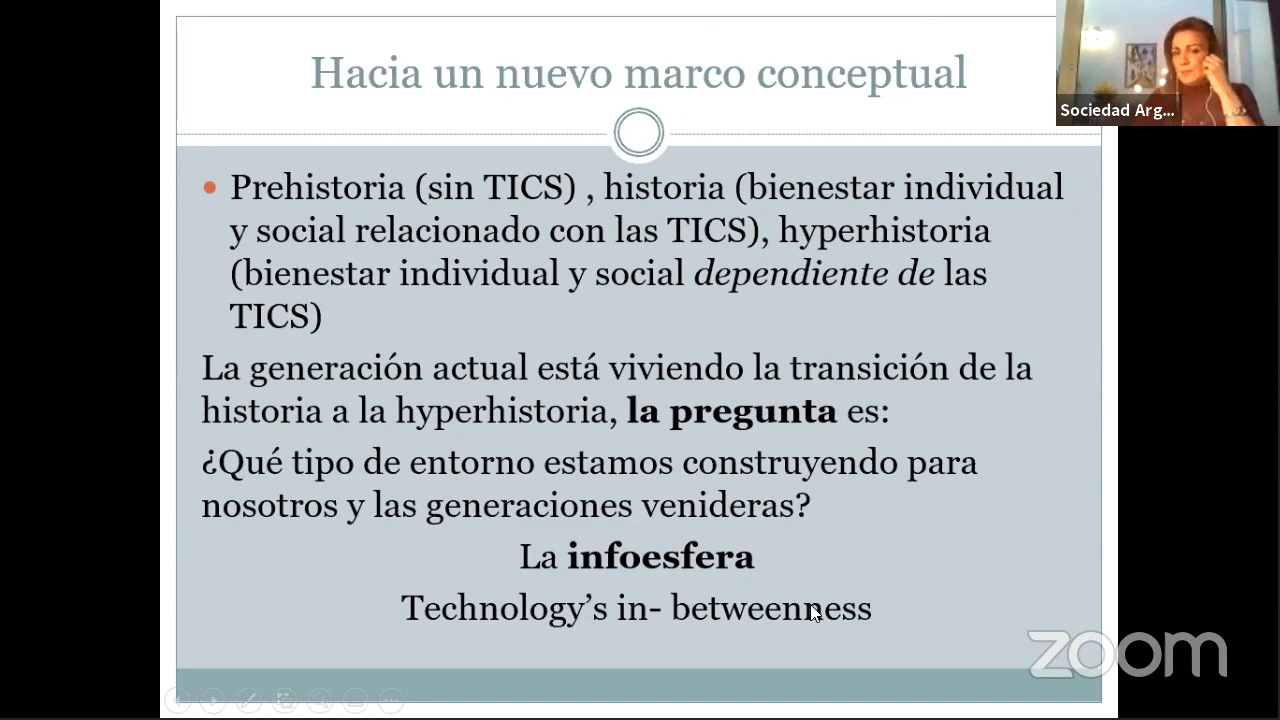 Hacia un nuevo marco conceptual
Sociedad Arg...
Prehistoria (sin TICS) , historia (bienestar individual
y social relacionado con las TICS), hyperhistoria
(bienestar individual y social dependiente de las
TICS)
La generación actual está viviendo la transición de la
historia a la hyperhistoria, la pregunta es:
¿Qué tipo de entorno estamos construyendo para
nosotros y las generaciones venideras?
La infoesfera
Technology’s in- betweenness
zoom